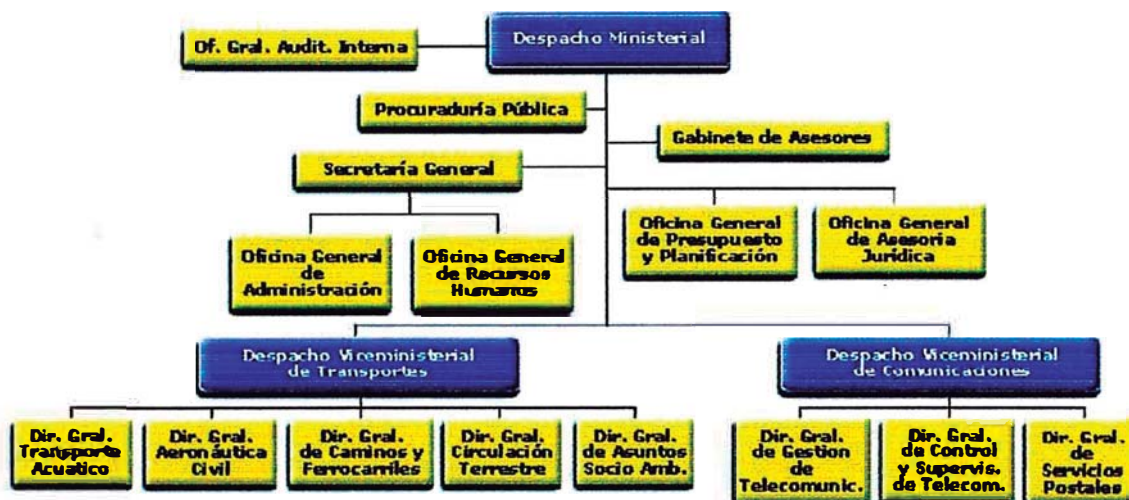 Despacho Ministerial
Of. Gral. Audit. Interna
Procuraduría Pública
Gabinete de Asesores
Secretaría General
Oficina General
de Presupuesto
y Planificación
Oficina General
de Asesoría
Jurídica
Oficina General
de
Administración
Oficina General
de Recursos
Humanos
Despacho Viceministerial
de Transportes
Despacho Viceministerial
de Comunicaciones
Dir. Gral.
Transporte
Acuatico
Dir. Gral.
Aeronáutica
Civil
Dir. Gral.
de Caminos y
Ferrocarriles
Dir. Gral.
Circulación
Terrestre
Dir. Gral.
de Asuntos
Socio Amb.
Dir. Gral.
de Gestion
de
Telecomunic.
Dir. Gral.
de Control
y Supervis.
de Telecom.
Dir. Gral.
de
Servicios
Postales